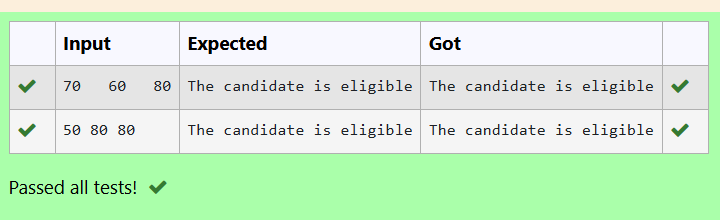 Input Expected Got
70   60   80 The candidate is eligible The candidate is eligible
50 80 80 The candidate is eligible The candidate is eligible
Passed all tests!